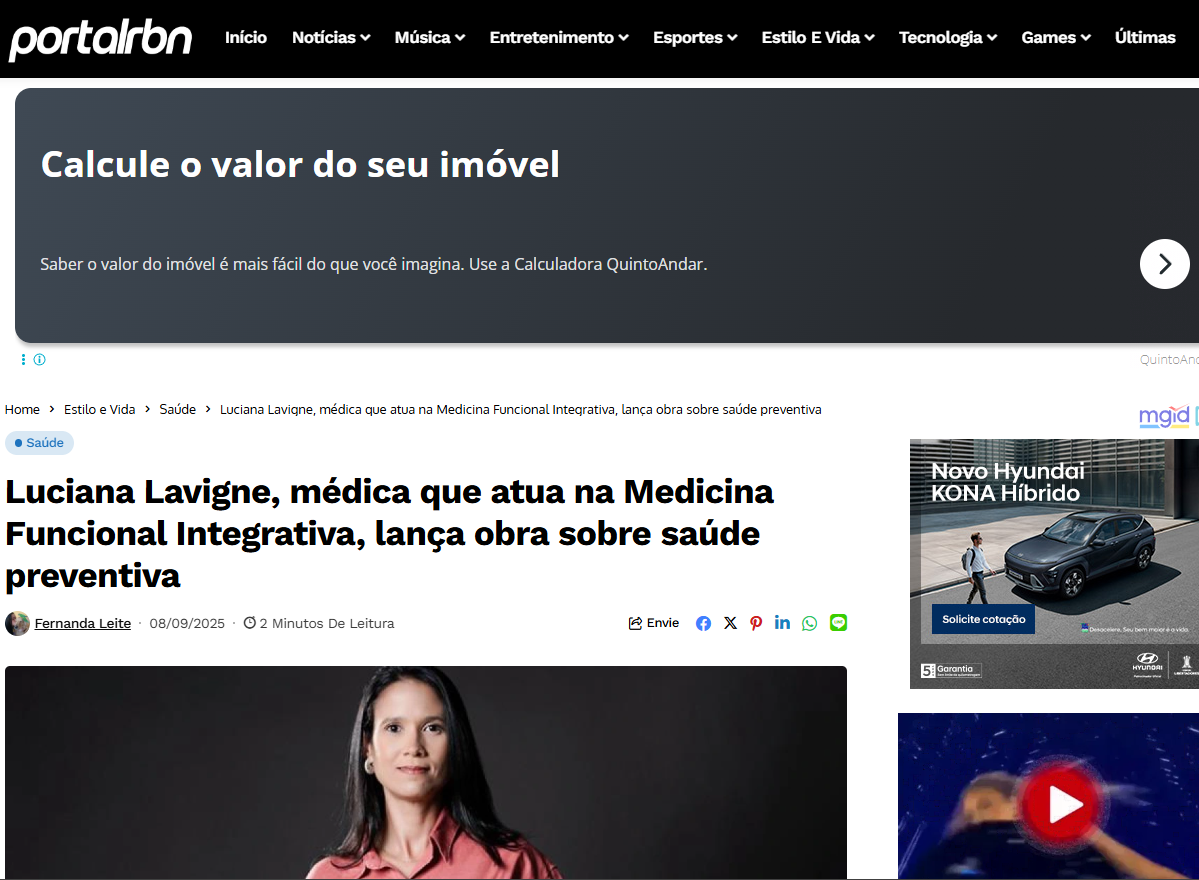 portalrbn
Início Notícias Música Entretenimento Esportes Estilo E Vida Tecnologia Games Últimas
Calcule o valor do seu imóvel
Saber o valor do imóvel é mais fácil do que você imagina. Use a Calculadora QuintoAndar.
QuintoAnd
Home > Estilo e Vida > Saúde > Luciana Lavigne, médica que atua na Medicina Funcional Integrativa, lança obra sobre saúde preventiva
mgid
Saúde
Luciana Lavigne, médica que atua na Medicina
Funcional Integrativa, lança obra sobre saúde
preventiva
Fernanda Leite · 08/09/2025 · 2 Minutos De Leitura
Envie
Novo Hyundai
KONA Híbrido
Solicite cotação
Desacelere. Seu bem maior é a vida.
5 Garantia
HYUNDAI